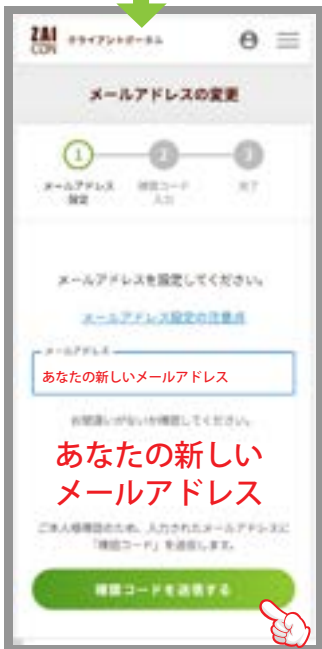 ZAI
CON クライアントポータル
メールアドレスの変更
1 2 3
メールアドレス 確認コード 完了
設定 入力
メールアドレスを設定してください。
メールアドレス設定の注意点
メールアドレス
あなたの新しいメールアドレス
お間違いがないか確認してください。
あなたの新しい
メールアドレス
ご本人様確認のため、入力されたメールアドレスに
「確認コード」を送信します。
確認コードを送信する